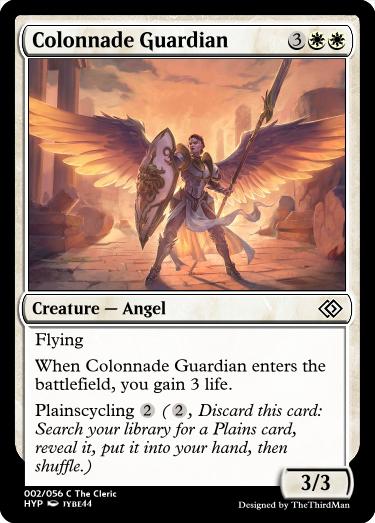 Colonnade Guardian 3
Creature — Angel
Flying
When Colonnade Guardian enters the
battlefield, you gain 3 life.
Plainscycling 2 ( 2, Discard this card:
Search your library for a Plains card,
reveal it, put it into your hand, then
shuffle.)
3/3
002/056 C The Cleric
HYP IYBE44
Designed by TheThirdMan